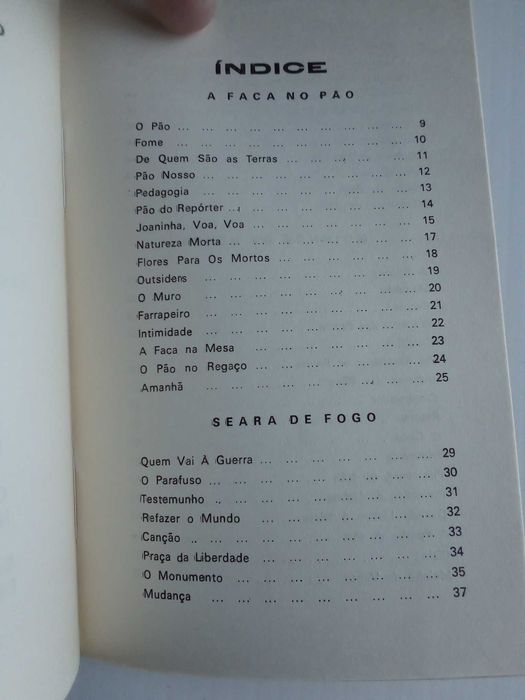 ÍNDICE
A FACA NO PÃO
O Pão ... ... ... ... ... ... ... ... ... ... 9
Fome ... ... ... ... ... ... ... ... ... ... 10
De Quem São as Terras ... ... ... ... ... 11
Pão Nosso ... ... ... ... ... ... ... ... ... 12
Pedagogia ... ... ... ... ... ... ... ... ... 13
Pão do Repórter ... ... ... ... ... ... ... 14
Joaninha, Voa, Voa ... ... ... ... ... ... 15
Natureza Morta ... ... ... ... ... ... ... 17
Flores Para Os Mortos ... ... ... ... ... 18
Outsiders ... ... ... ... ... ... ... ... ... 19
O Muro ... ... ... ... ... ... ... ... ... 20
Farrapeiro ... ... ... ... ... ... ... ... 21
Intimidade ... ... ... ... ... ... ... ... 22
A Faca na Mesa ... ... ... ... ... ... 23
O Pão no Regaço ... ... ... ... ... ... 24
Amanhã ... ... ... ... ... ... ... ... 25
SEARA DE FOGO
Quem Vai À Guerra ... ... ... ... ... ... 29
O Parafuso ... ... ... ... ... ... ... ... 30
Testemunho .. ... ... ... ... ... ... ... 31
Refazer o Mundo ... ... ... ... ... ... 32
Canção .. ... ... ... ... ... ... ... ... 33
Praça da Liberdade ... ... ... ... ... ... 34
O Monumento ... ... ... ... ... ... ... 35
Mudança ... ... ... ... ... ... ... ... 37